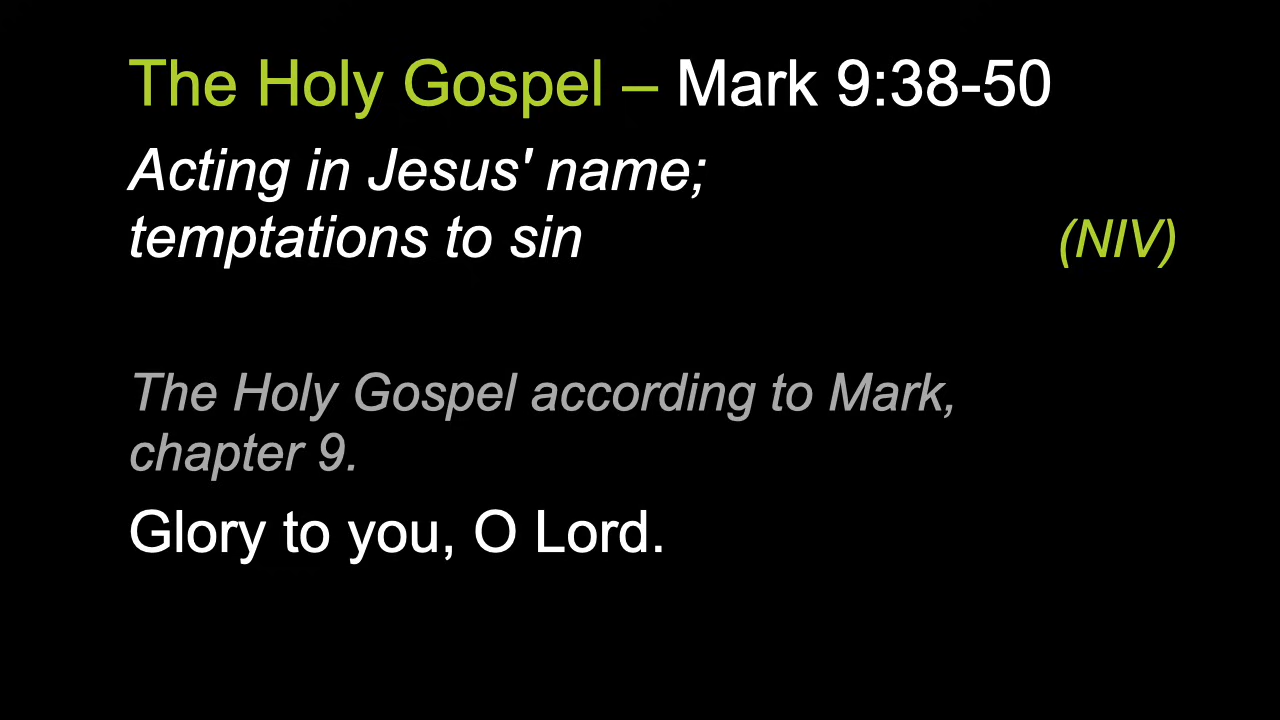 The Holy Gospel – Mark 9:38-50
Acting in Jesus' name;
temptations to sin (NIV)
The Holy Gospel according to Mark,
chapter 9.
Glory to you, O Lord.